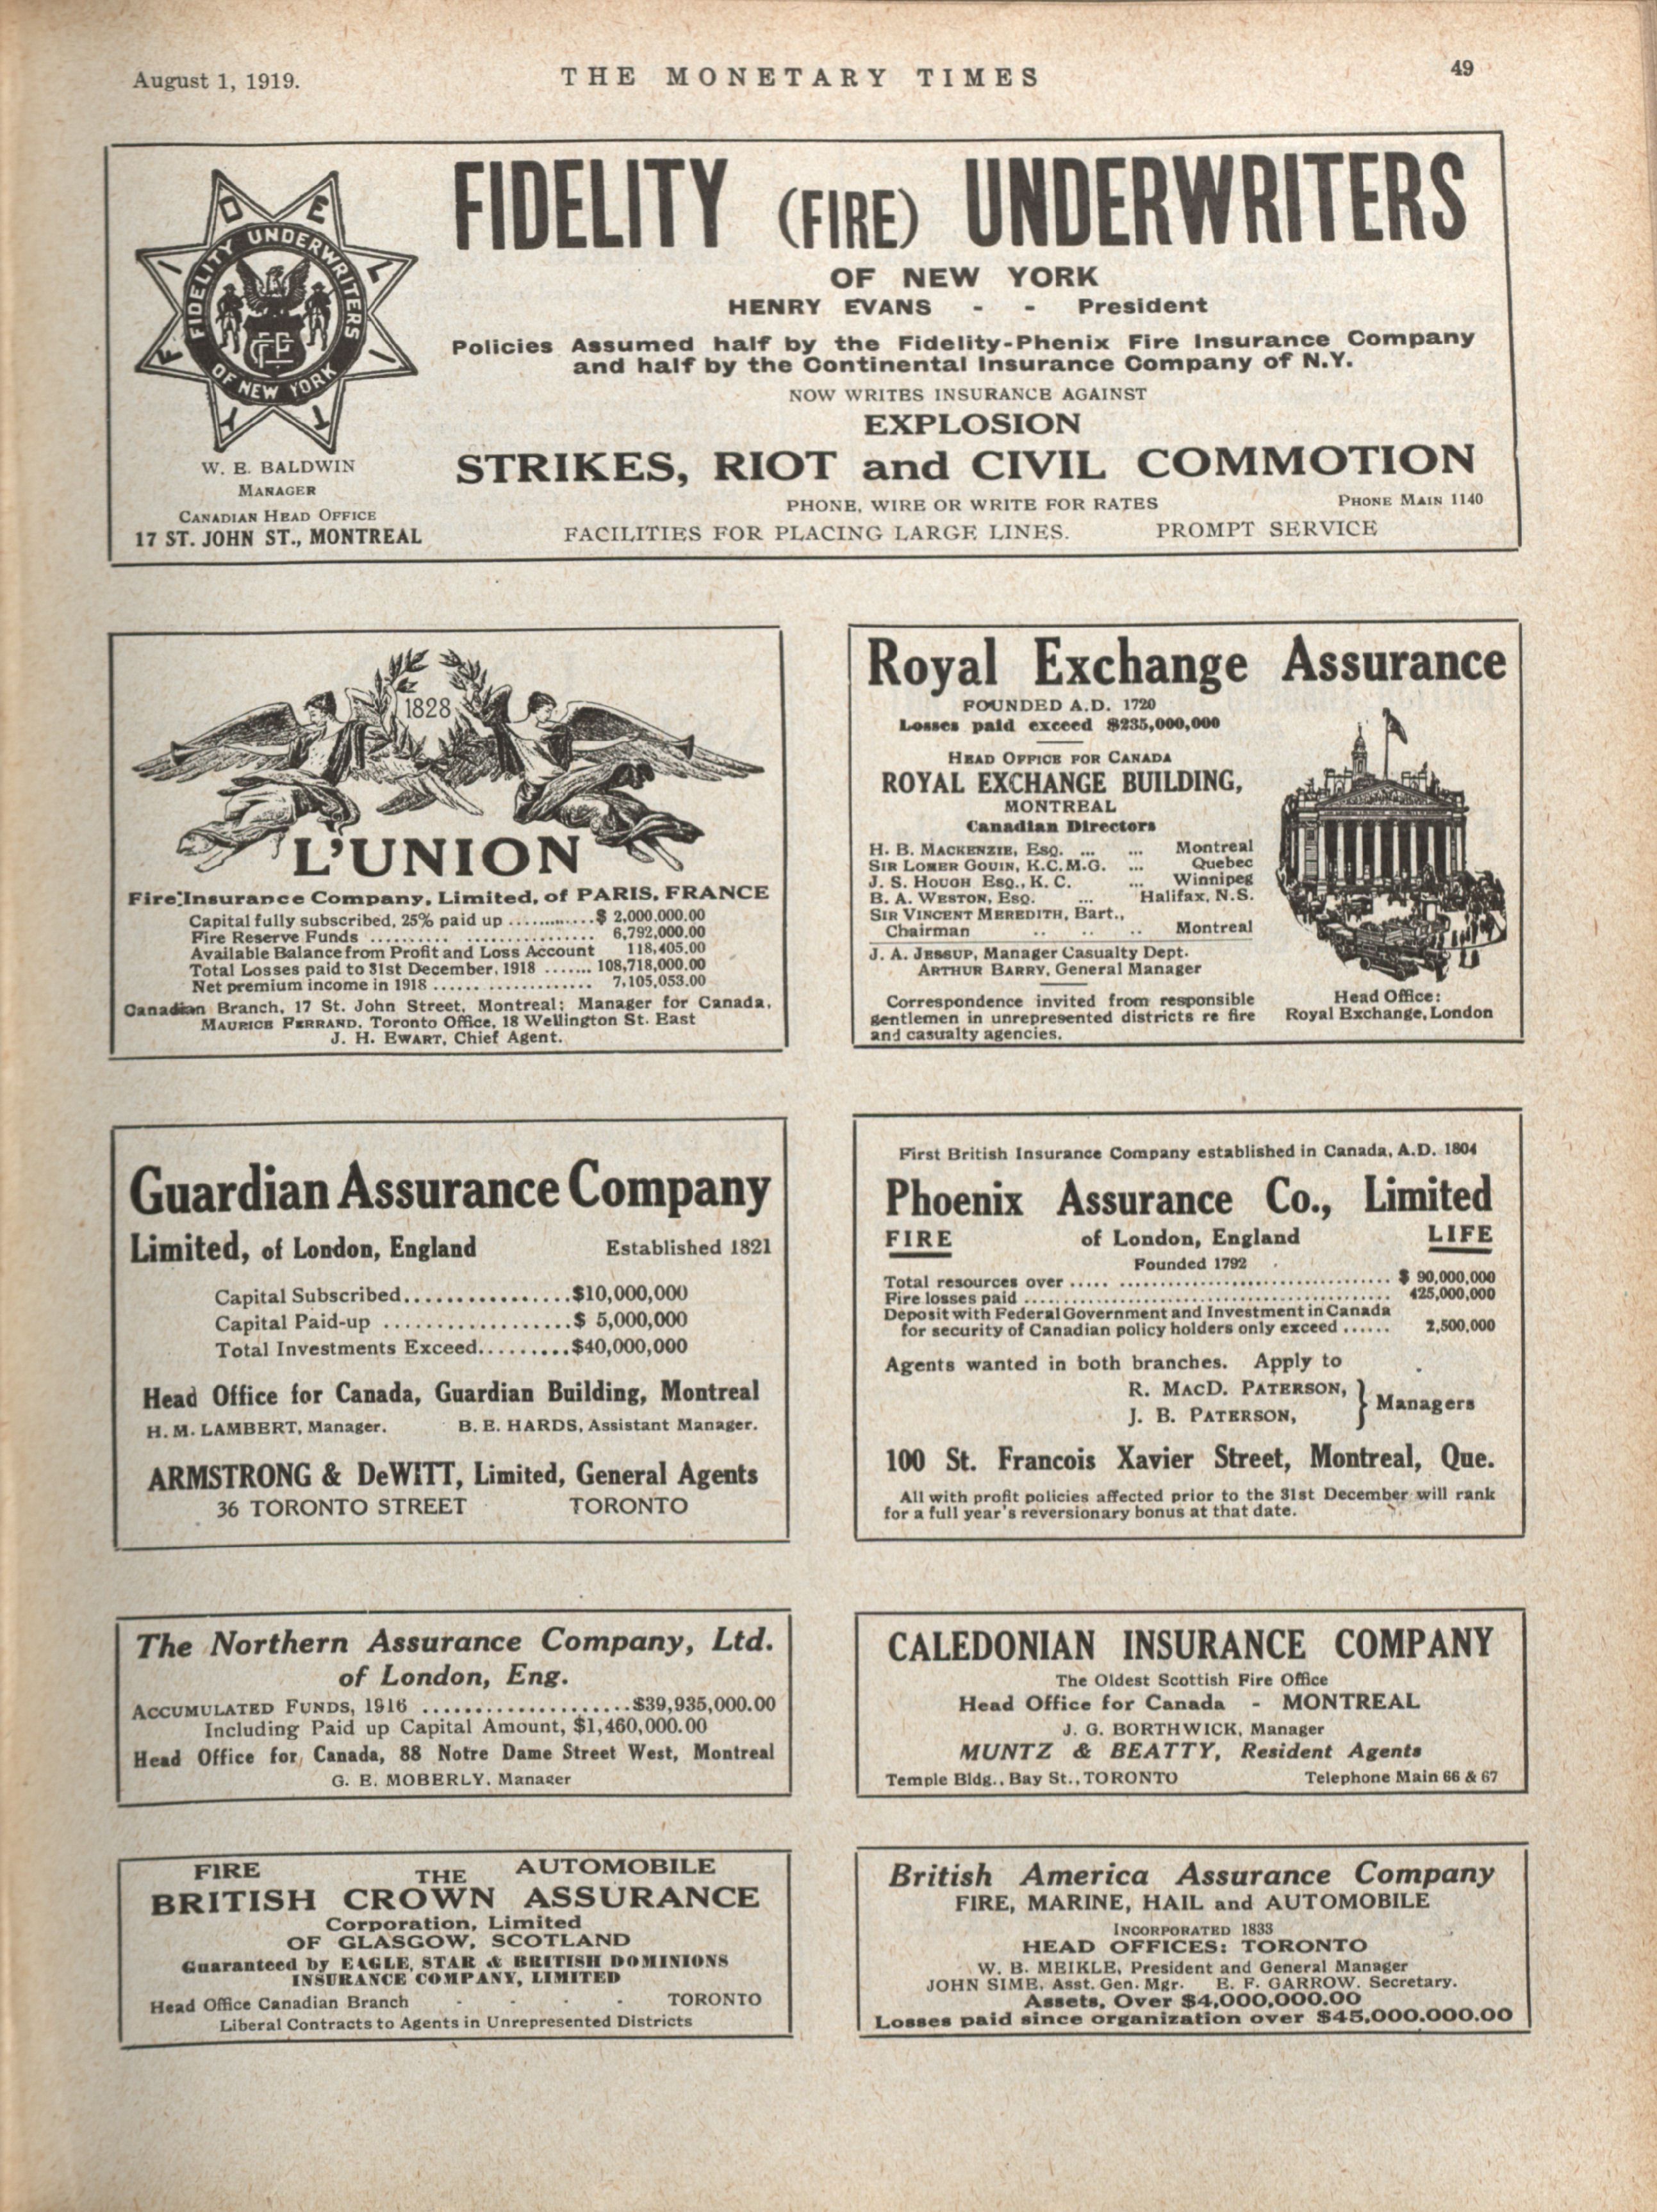 August 1, 1919.
THE MONETARY TIMES
49
FIDELITY UNDERWRITERS
OF NEW YORK
FIDELITY
FIDELITY (FIRE) UNDERWRITERS
OF NEW YORK
HENRY EVANS - - President
Policies Assumed half by the Fidelity-Phenix Fire Insurance Company
and half by the Continental Insurance Company of N.Y.
NOW WRITES INSURANCE AGAINST
EXPLOSION
STRIKES, RIOT and CIVIL COMMOTION
PHONE, WIRE OR WRITE FOR RATES
PHONE MAIN 1140
FACILITIES FOR PLACING LARGE LINES. PROMPT SERVICE
W. E. BALDWIN
MANAGER
CANADIAN HEAD OFFICE
17 ST. JOHN ST., MONTREAL
1828
L'UNION
Fire Insurance Company, Limited, of PARIS, FRANCE
Capital fully subscribed, 25% paid up ............. $ 2,000,000.00
Fire Reserve Funds .......... ................ 6,792,000.00
Available Balance from Profit and Loss Account 118,405.00
Total Losses paid to 31st December, 1918 ....... 108,718,000.00
Net premium income in 1918 ...... ............. 7,105,053.00
Canadian Branch, 17 St. John Street, Montreal; Manager for Canada,
MAURICE FERRAND, Toronto Office, 18 Wellington St. East
J. H. EWART, Chief Agent.
Royal Exchange Assurance
FOUNDED A.D. 1720
Losses paid exceed $235,000,000
HEAD OFFICE FOR CANADA
ROYAL EXCHANGE BUILDING,
MONTREAL
Canadian Directors
H. B. MACKENZIE, ESQ. ... ... Montreal
SIR LOMER GOUIN, K.C.M.G. ... Quebec
J. S. HOUGH ESQ., K. C. ... Winnipeg
B. A. WESTON, ESQ. ... Halifax, N.S.
SIR VINCENT MEREDITH, Bart.,
Chairman .. .. .. Montreal
J. A. JESSUP, Manager Casualty Dept.
ARTHUR BARRY, General Manager
Correspondence invited from responsible
gentlemen in unrepresented districts re fire
and casualty agencies.
Head Office:
Royal Exchange, London
Guardian Assurance Company
Limited, of London, England Established 1821
Capital Subscribed................$10,000,000
Capital Paid-up ..................$ 5,000,000
Total Investments Exceed.........$40,000,000
Head Office for Canada, Guardian Building, Montreal
H. M. LAMBERT, Manager. B. E. HARDS, Assistant Manager.
ARMSTRONG & DeWITT, Limited, General Agents
36 TORONTO STREET TORONTO
First British Insurance Company established in Canada, A.D. 1804
Phoenix Assurance Co., Limited
FIRE of London, England LIFE
Founded 1792
Total resources over ..... ................................ $ 90,000,000
Fire losses paid ........................................... 425,000,000
Deposit with Federal Government and Investment in Canada
for security of Canadian policy holders only exceed ...... 2,500,000
Agents wanted in both branches. Apply to
R. MACD. PATERSON,
J. B. PATERSON, } Managers
100 St. Francois Xavier Street, Montreal, Que.
All with profit policies affected prior to the 31st December will rank
for a full year's reversionary bonus at that date.
The Northern Assurance Company, Ltd.
of London, Eng.
ACCUMULATED FUNDS, 1916 ....................$39,935,000.00
Including Paid up Capital Amount, $1,460,000.00
Head Office for Canada, 88 Notre Dame Street West, Montreal
G. E. MOBERLY, Manager
CALEDONIAN INSURANCE COMPANY
The Oldest Scottish Fire Office
Head Office for Canada - MONTREAL
J. G. BORTHWICK, Manager
MUNTZ & BEATTY, Resident Agents
Temple Bldg., Bay St., TORONTO Telephone Main 66 & 67
FIRE THE AUTOMOBILE
BRITISH CROWN ASSURANCE
Corporation, Limited
OF GLASGOW, SCOTLAND
Guaranteed by EAGLE, STAR & BRITISH DOMINIONS
INSURANCE COMPANY, LIMITED
Head Office Canadian Branch - - - TORONTO
Liberal Contracts to Agents in Unrepresented Districts
British America Assurance Company
FIRE, MARINE, HAIL and AUTOMOBILE
INCORPORATED 1833
HEAD OFFICES: TORONTO
W. B. MEIKLE, President and General Manager
JOHN SIME, Asst. Gen. Mgr. E. F. GARROW, Secretary.
Assets, Over $4,000,000.00
Losses paid since organization over $45,000,000.00